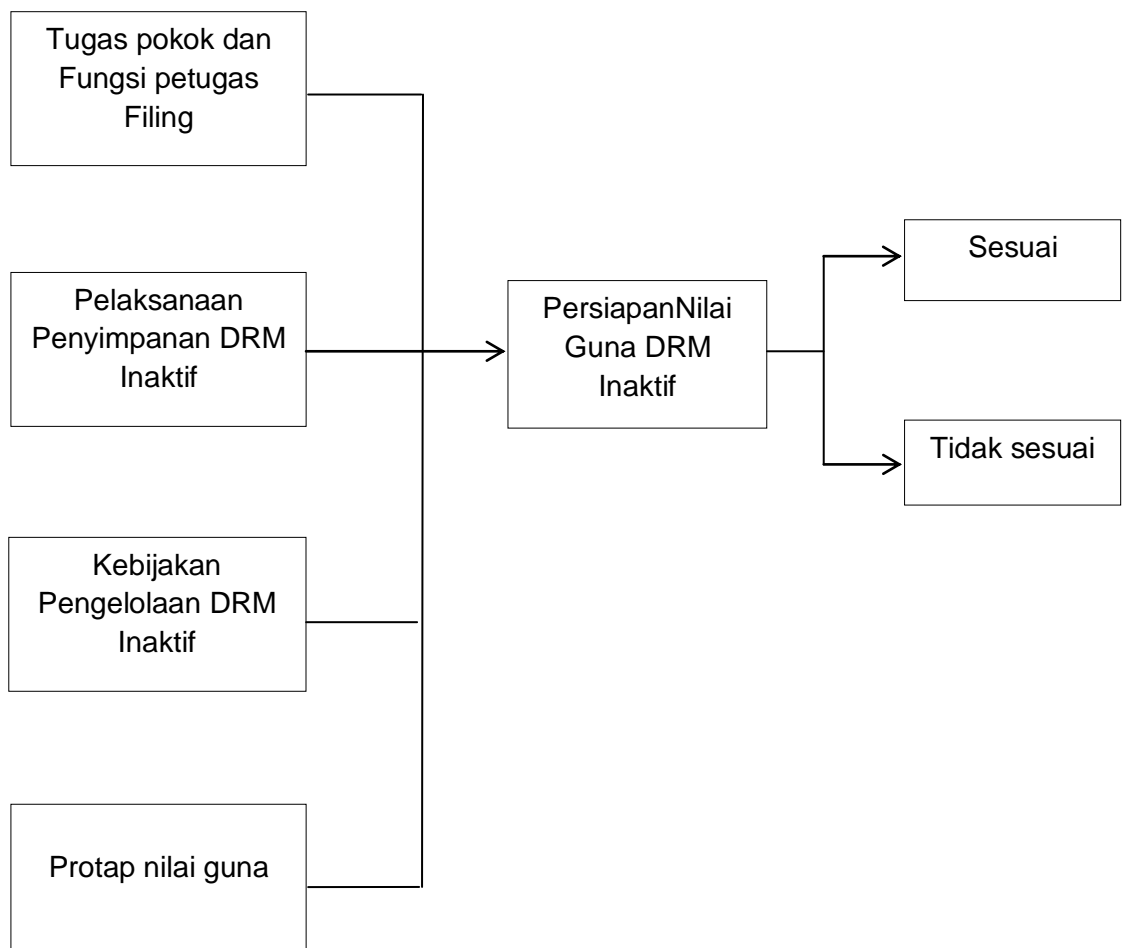 Tugas pokok dan
Fungsi petugas
Filing
Pelaksanaan
Penyimpanan DRM
Inaktif
Kebijakan
Pengelolaan DRM
Inaktif
Protap nilai guna
PersiapanNilai
Guna DRM
Inaktif
Sesuai
Tidak sesuai